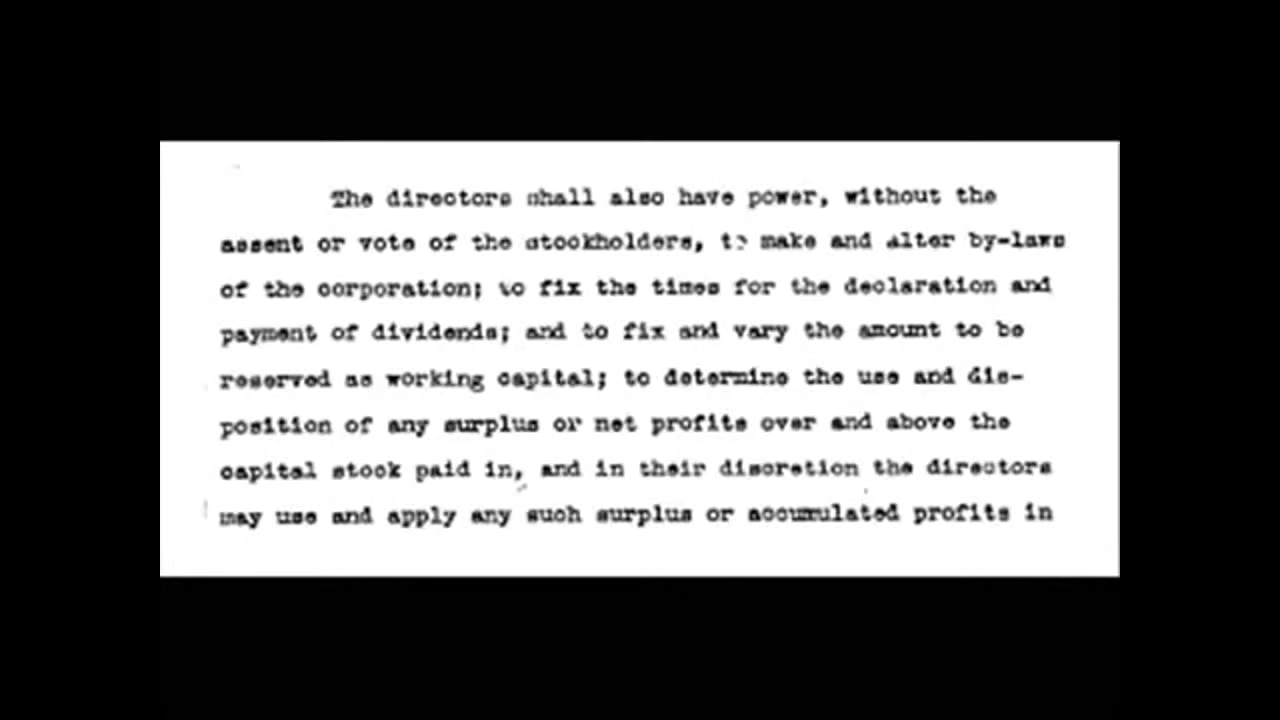 The directors shall also have power, without the
assent or vote of the stockholders, to make and alter by-laws
of the corporation; to fix the times for the declaration and
payment of dividends; and to fix and vary the amount to be
reserved as working capital; to determine the use and dis-
position of any surplus or net profits over and above the
capital stock paid in, and in their discretion the directors
may use and apply any such surplus or accumulated profits in